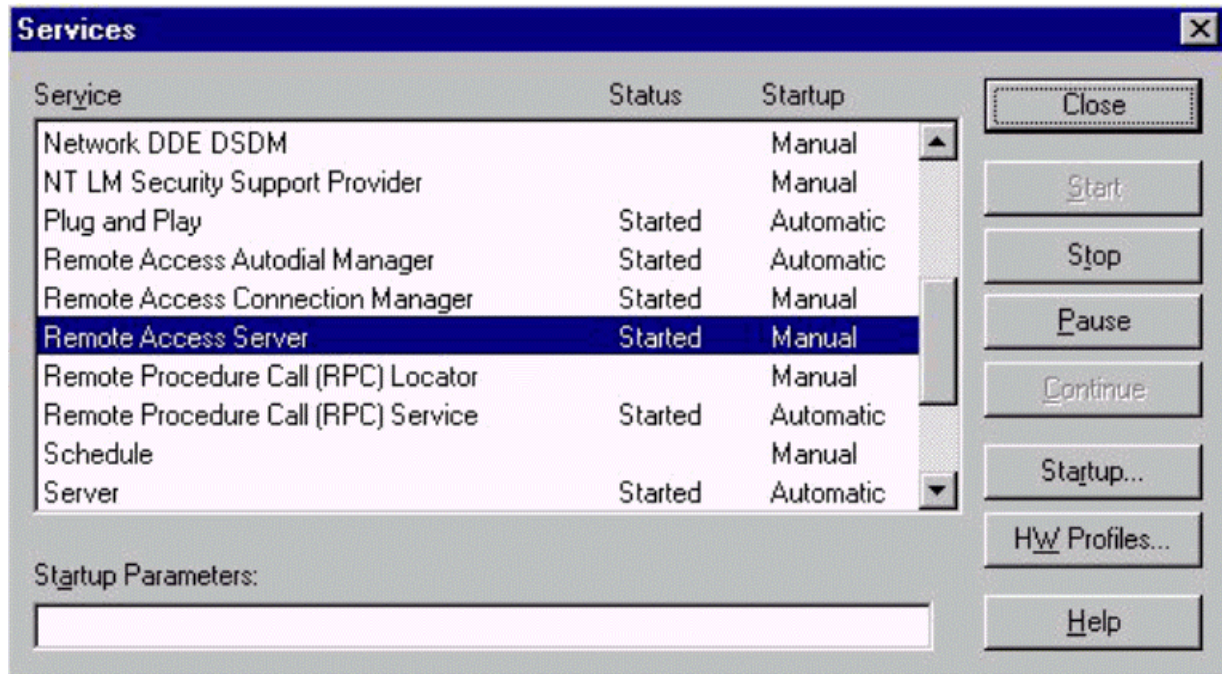 Services
Service Status Startup
Network DDE DSDM Manual
NT LM Security Support Provider Manual
Plug and Play Started Automatic
Remote Access Autodial Manager Started Automatic
Remote Access Connection Manager Started Manual
Remote Access Server Started Manual
Remote Procedure Call (RPC) Locator Manual
Remote Procedure Call (RPC) Service Started Automatic
Schedule Manual
Server Started Automatic
Startup Parameters:
Close
Start
Stop
Pause
Continue
Startup...
HW Profiles...
Help